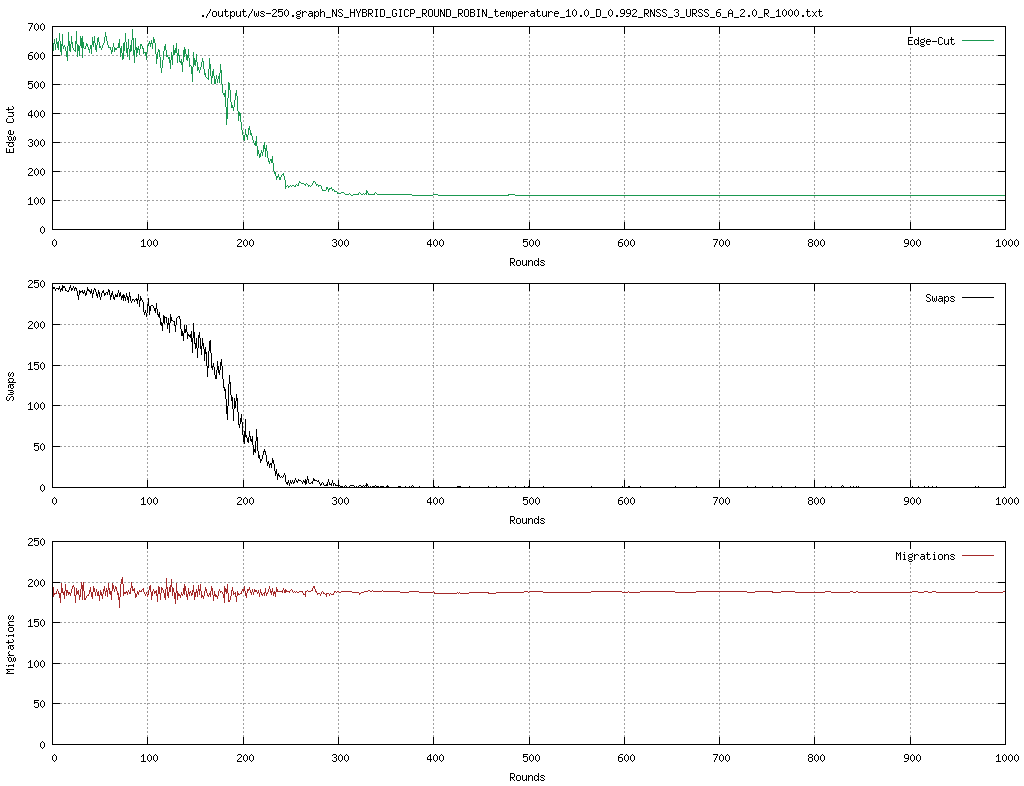 ./output/ws-250.graph_NS_HYBRID_GICP_ROUND_ROBIN_temperature_10.0_D_0.992_RNSS_3_URSS_6_A_2.0_R_1000.txt
700
600
500
400
300
200
100
0
Edge Cut
Edge-Cut
0 100 200 300 400 500 600 700 800 900 1000
Rounds
250
200
150
100
50
0
Swaps
Swaps
0 100 200 300 400 500 600 700 800 900 1000
Rounds
250
200
150
100
50
0
Migrations
Migrations
0 100 200 300 400 500 600 700 800 900 1000
Rounds